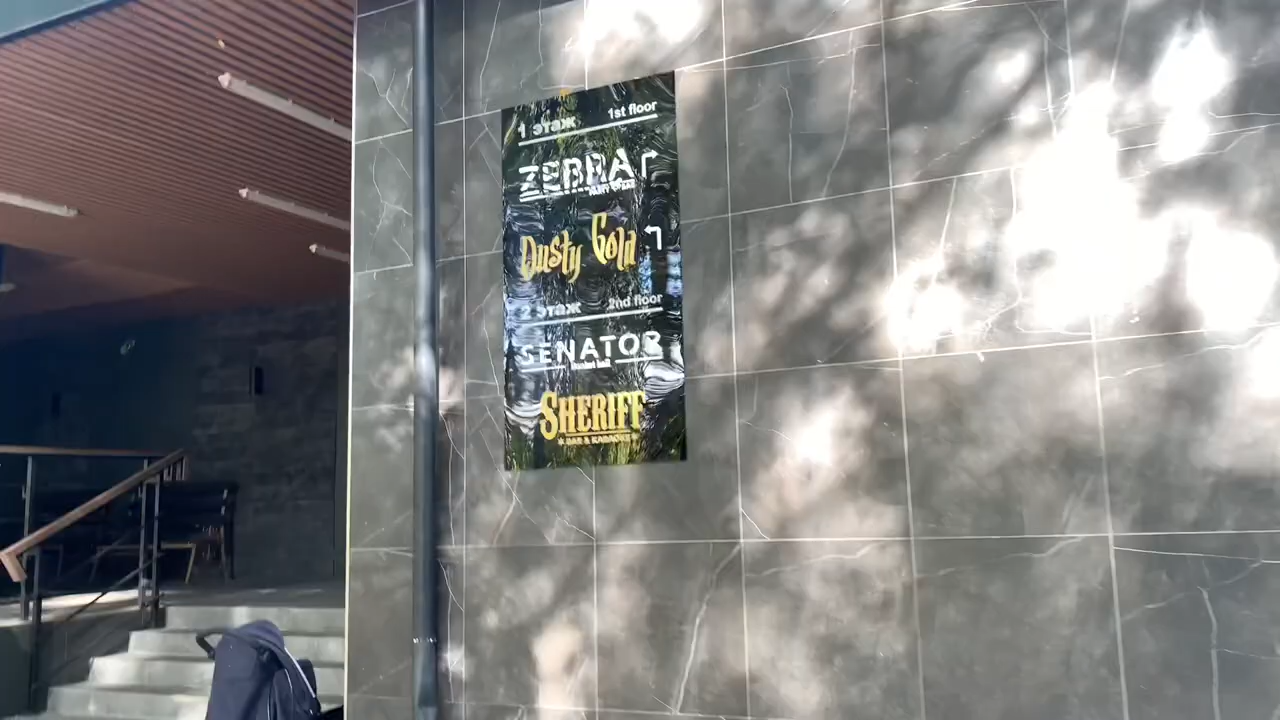 1 этаж 1st floor
ZEBRA
Dusty Gold
2 этаж 2nd floor
SENATOR
SHERIFF
BAR & KARAOKE